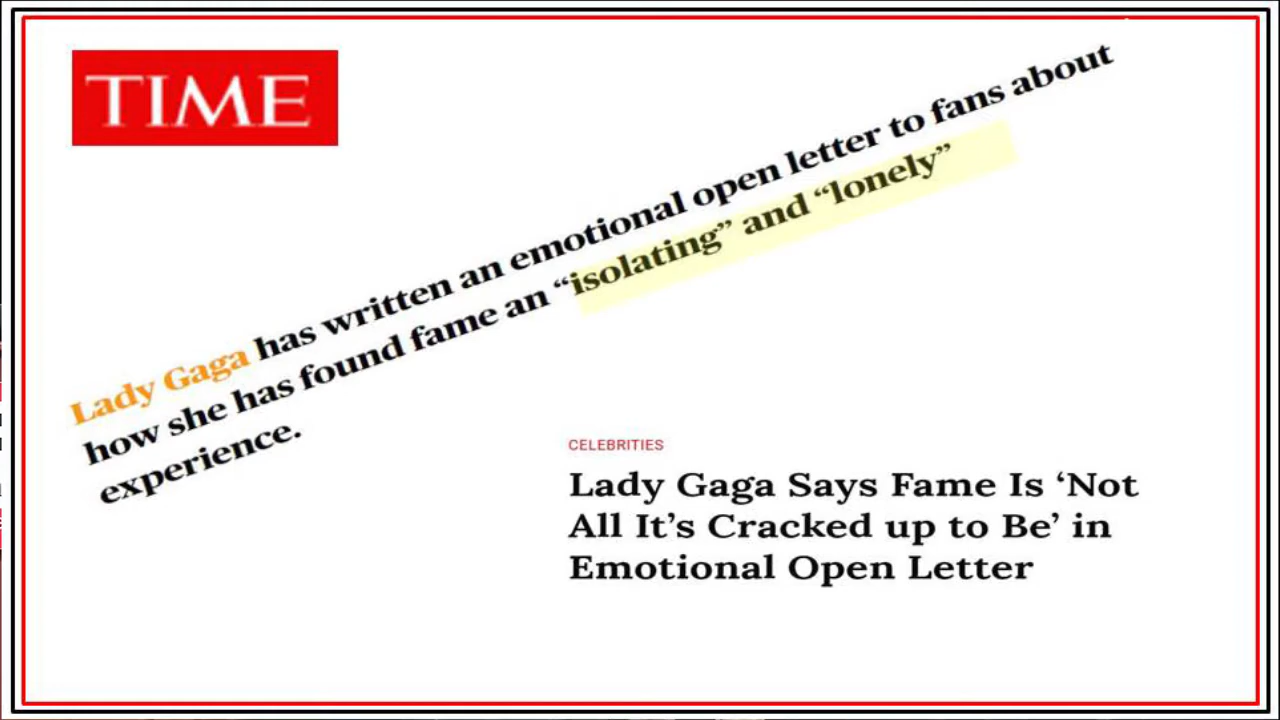 TIME
Lady Gaga has written an emotional open letter to fans about
how she has found fame an “isolating” and “lonely”
experience.
CELEBRITIES
Lady Gaga Says Fame Is ‘Not
All It’s Cracked up to Be’ in
Emotional Open Letter